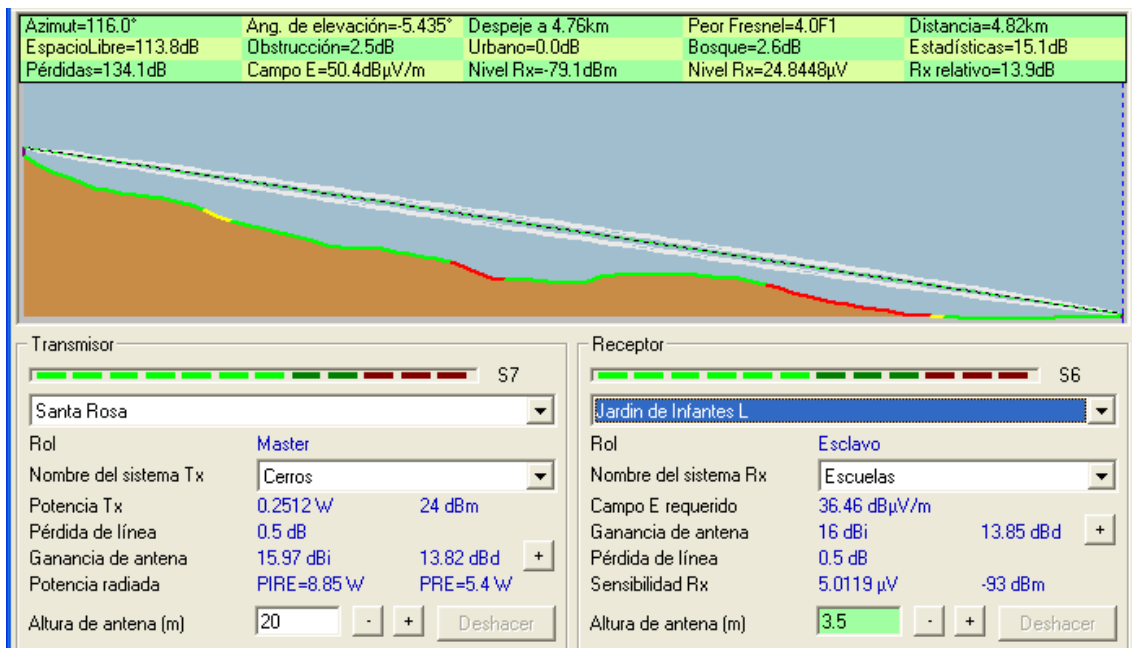 Azimut=116.0° Ang. de elevación=-5.435° Despeje a 4.76km Peor Fresnel=4.0F1 Distancia=4.82km
EspacioLibre=113.8dB Obstrucción=2.5dB Urbano=0.0dB Bosque=2.6dB Estadísticas=15.1dB
Pérdidas=134.1dB Campo E=50.4dBµV/m Nivel Rx=-79.1dBm Nivel Rx=24.8448µV Rx relativo=13.9dB
Transmisor
S7
Santa Rosa
Rol Master
Nombre del sistema Tx Cerros
Potencia Tx 0.2512 W 24 dBm
Pérdida de línea 0.5 dB
Ganancia de antena 15.97 dBi 13.82 dBd +
Potencia radiada PIRE=8.85 W PRE=5.4 W
Altura de antena (m) 20 - + Deshacer
Receptor
S6
Jardin de Infantes L
Rol Esclavo
Nombre del sistema Rx Escuelas
Campo E requerido 36.46 dBµV/m
Ganancia de antena 16 dBi 13.85 dBd +
Pérdida de línea 0.5 dB
Sensibilidad Rx 5.0119 µV -93 dBm
Altura de antena (m) 3.5 - + Deshacer